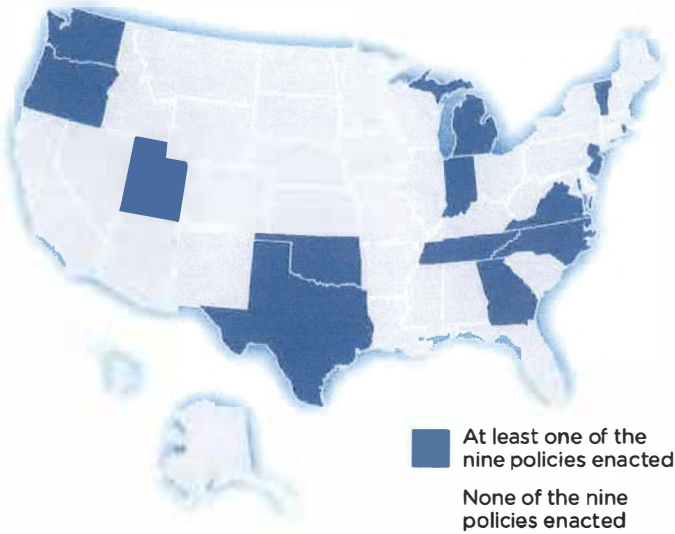 At least one of the
nine policies enacted
None of the nine
policies enacted